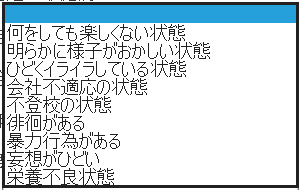 何をしても楽しくない状態
明らかに様子がおかしい状態
ひどくイライラしている状態
会社不適応の状態
不登校の状態
徘徊がある
暴力行為がある
妄想がひどい
栄養不良状態